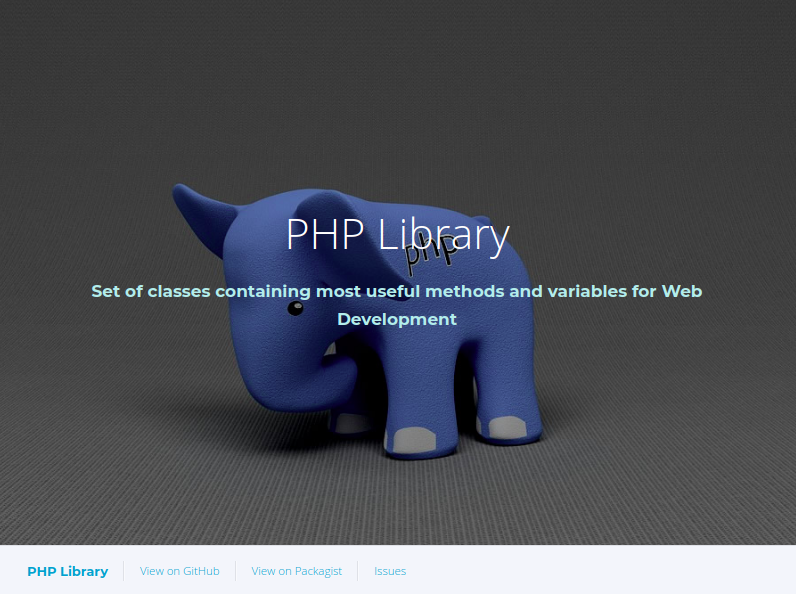 PHP Library
php
Set of classes containing most useful methods and variables for Web
Development
PHP Library
View on GitHub
View on Packagist
Issues